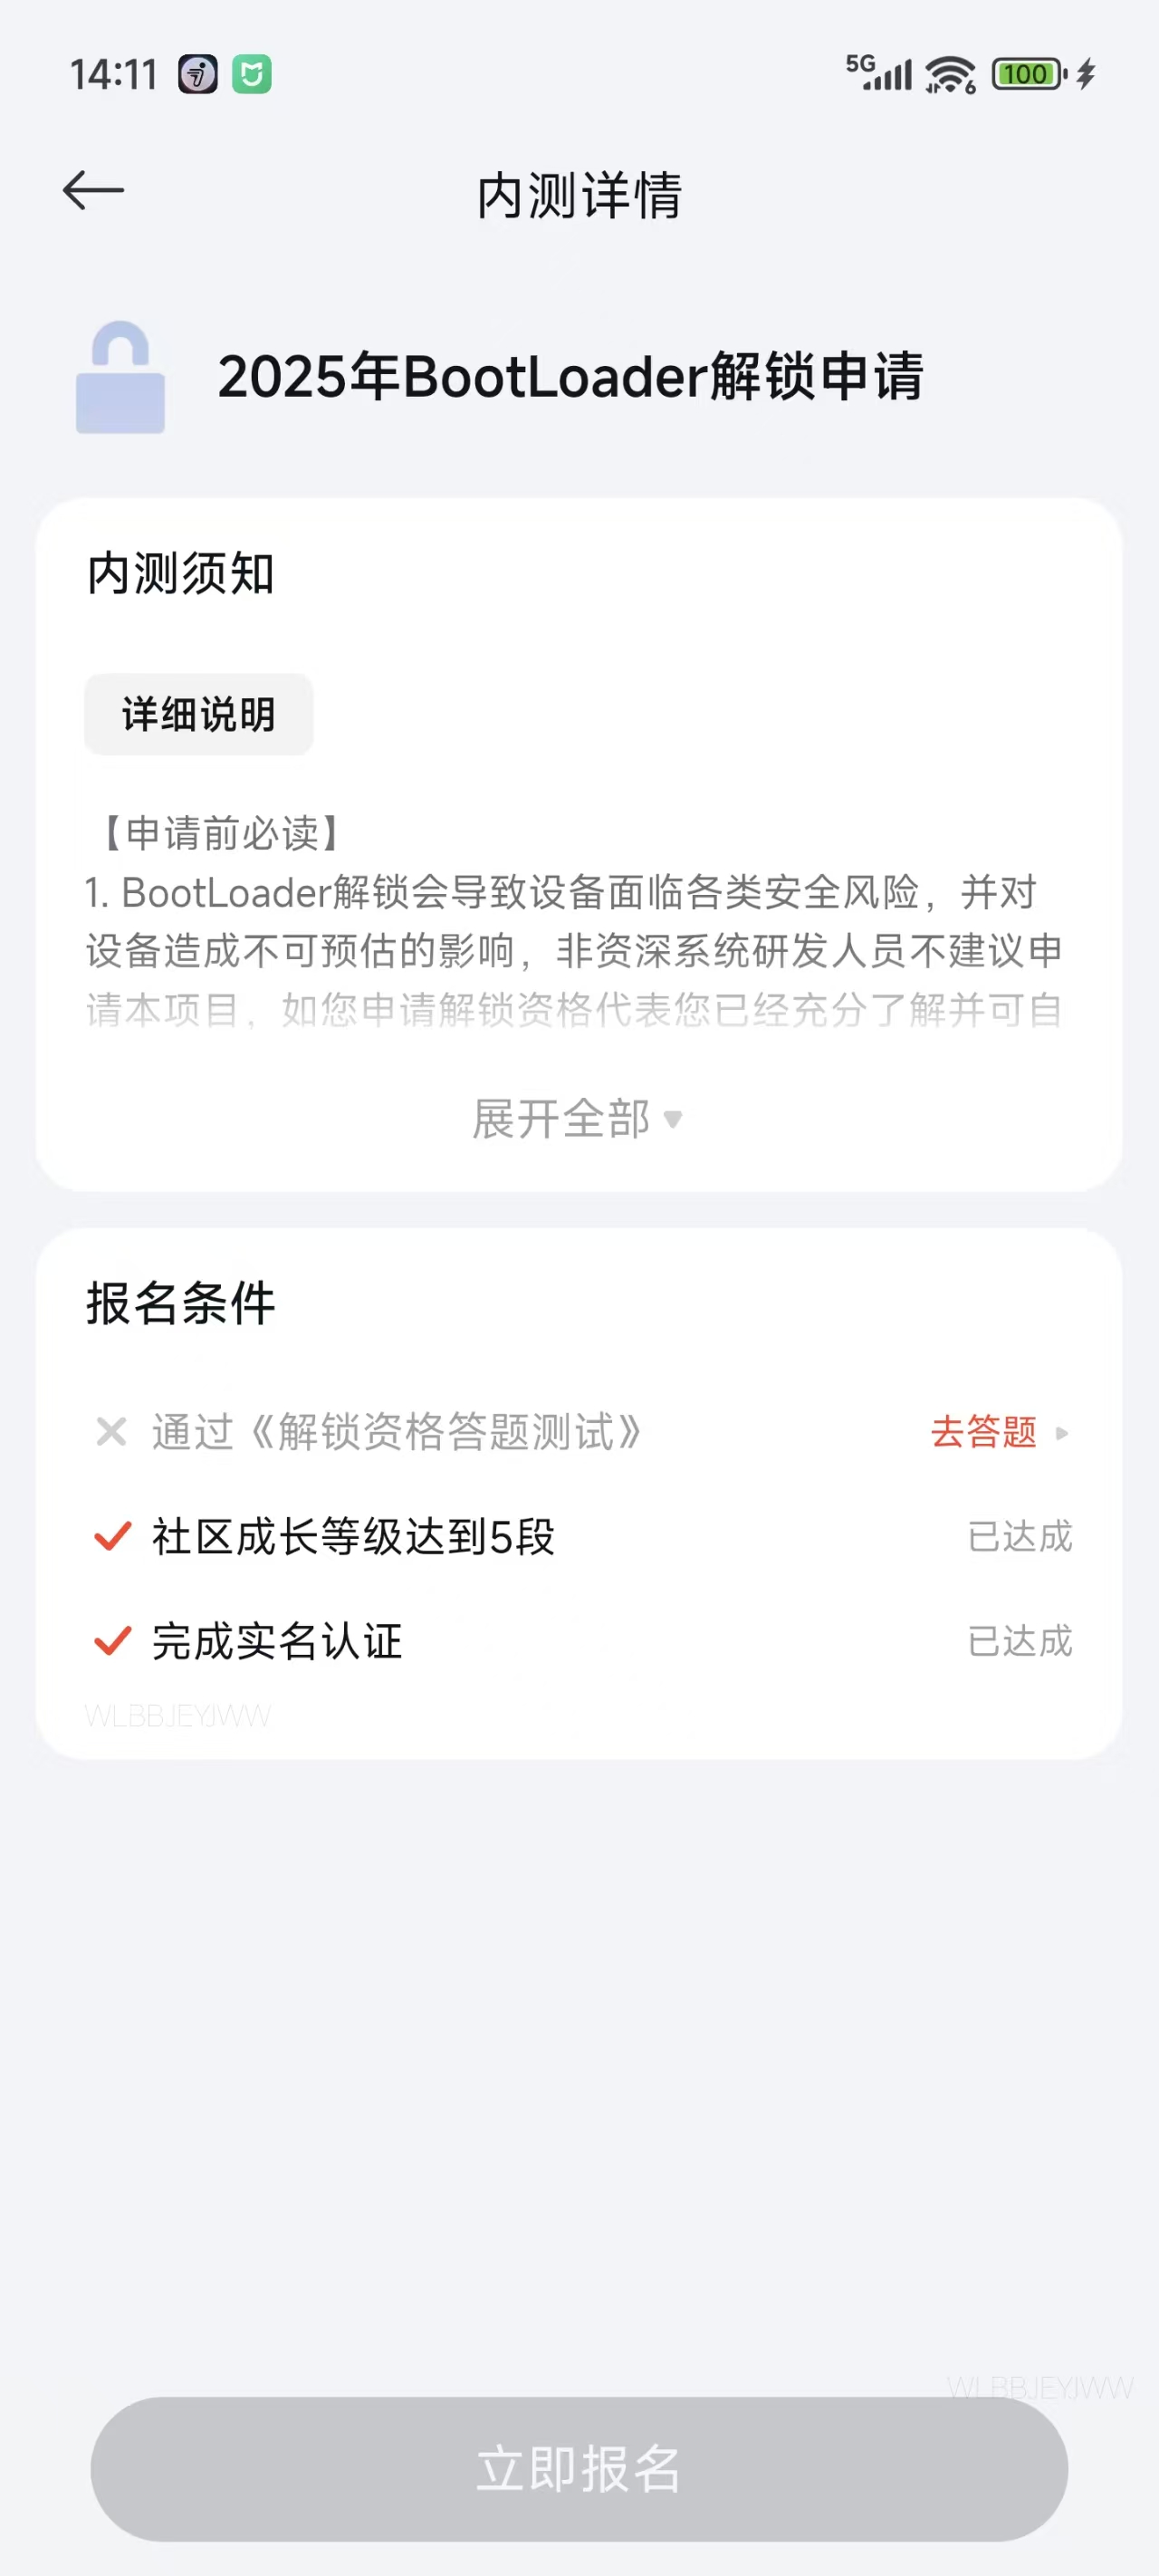 14:11
5G
6
100
内测详情
2025年BootLoader解锁申请
内测须知
详细说明
【申请前必读】
1. BootLoader解锁会导致设备面临各类安全风险，并对
设备造成不可预估的影响，非资深系统研发人员不建议申
请本项目，如您申请解锁资格代表您已经充分了解并可自
展开全部
报名条件
通过《解锁资格答题测试》 去答题
社区成长等级达到5段 已达成
完成实名认证 已达成
WLBBJEYJWW
WLBBJEYJWW
立即报名